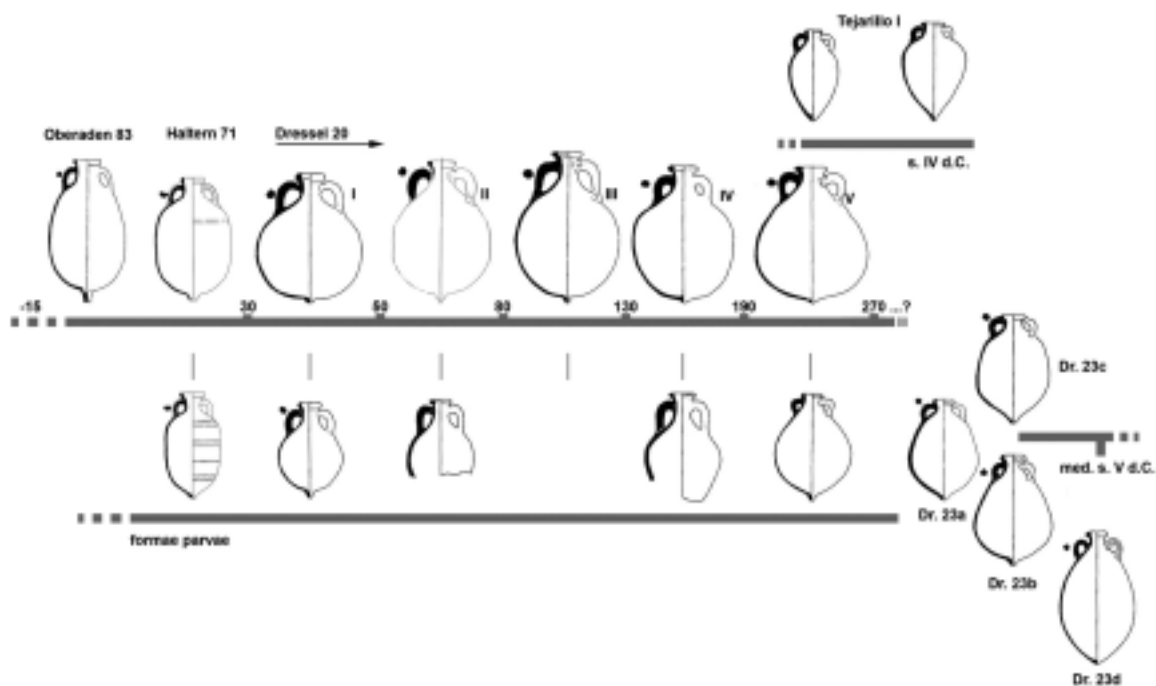 Tejarillo I
s. IV d.C.
Oberaden 83
Haltern 71
Dressel 20
I
II
III
IV
V
-15
30
50
80
130
190
270 ...?
Dr. 23c
med. s. V d.C.
Dr. 23a
Dr. 23b
Dr. 23d
formae parvae